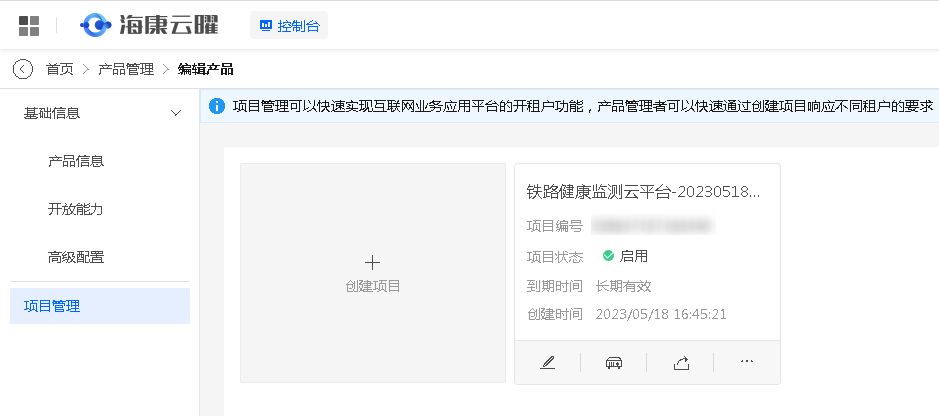 海康云曜
控制台
首页 > 产品管理 > 编辑产品
基础信息
产品信息
开放能力
高级配置
项目管理
项目管理可以快速实现互联网业务应用平台的开租户功能，产品管理者可以快速通过创建项目响应不同租户的要求
+
创建项目
铁路健康监测云平台-20230518...
项目编号
项目状态 启用
到期时间 长期有效
创建时间 2023/05/18 16:45:21
...